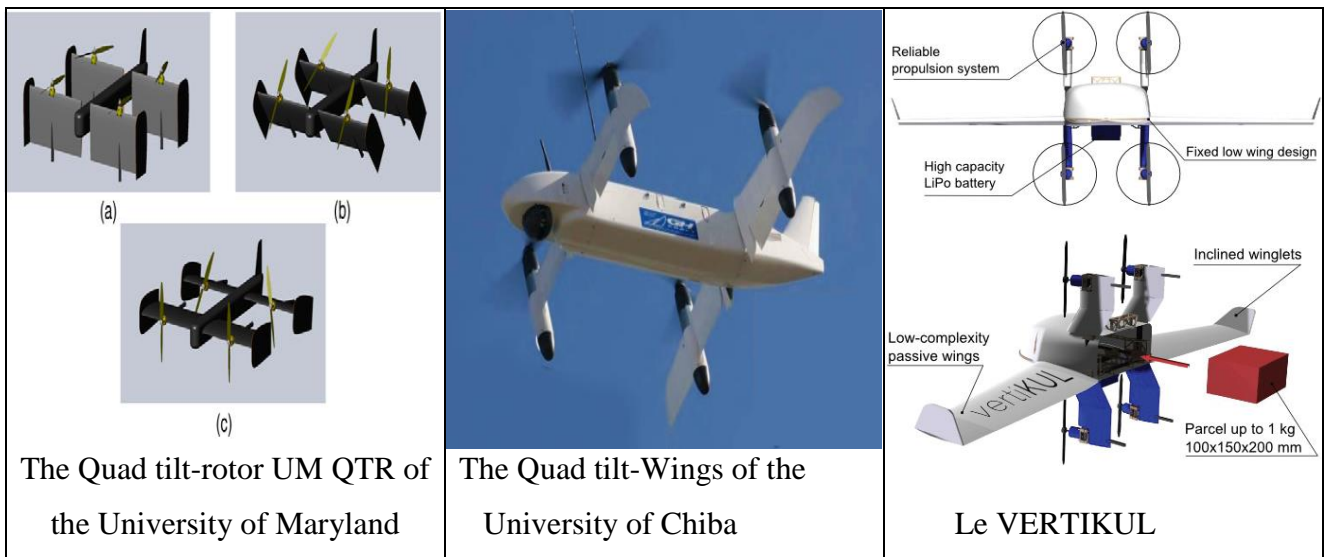 (a)
(b)
(c)
The Quad tilt-rotor UM QTR of
the University of Maryland
The Quad tilt-Wings of the
University of Chiba
Reliable
propulsion system
Fixed low wing design
High capacity
LiPo battery
Inclined winglets
Low-complexity
passive wings
vertiKUL
Parcel up to 1 kg
100x150x200 mm
Le VERTIKUL